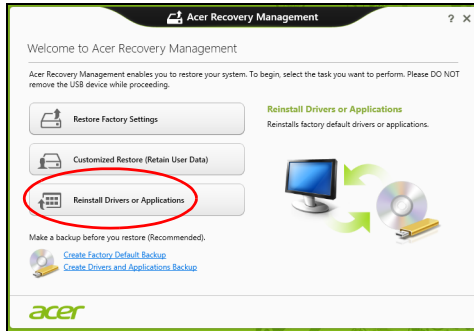 Acer Recovery Management
? X
Welcome to Acer Recovery Management
Acer Recovery Management enables you to restore your system. To begin, select the task you want to perform. Please DO NOT
remove the USB device while proceeding.
Restore Factory Settings
Customized Restore (Retain User Data)
Reinstall Drivers or Applications
Reinstall Drivers or Applications
Reinstalls factory default drivers or applications.
Make a backup before you restore (Recommended).
Create Factory Default Backup
Create Drivers and Applications Backup
acer